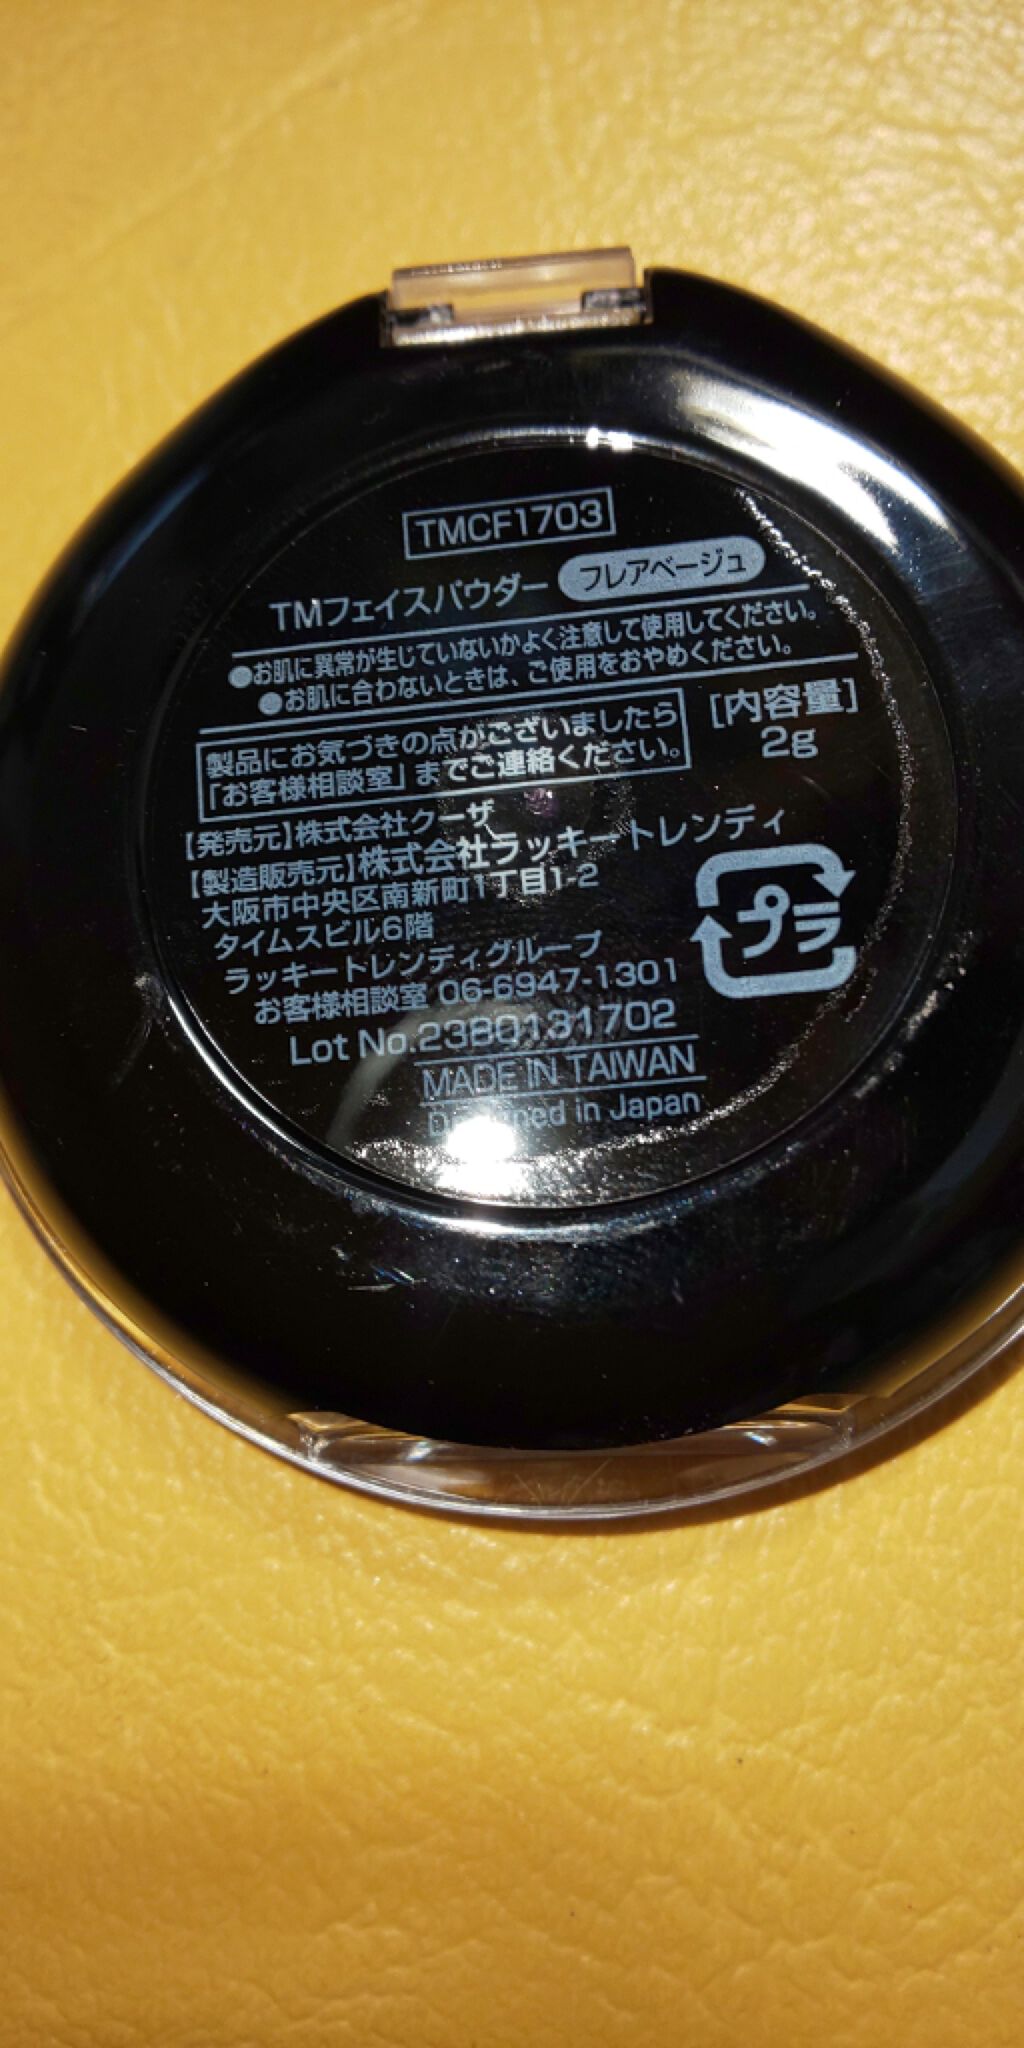 TMCF1703
TMフェイスパウダー フレアベージュ
●お肌に異常が生じていないかよく注意して使用してください。
●お肌に合わないときは、ご使用をおやめください。
製品にお気づきの点がございましたら
「お客様相談室」までご連絡ください。
[内容量]
2g
【発売元】株式会社クーザ
【製造販売元】株式会社ラッキートレンディ
大阪市中央区南新町1丁目1-2
タイムスビル6階
ラッキートレンディグループ
お客様相談室 06-6947-1301
プラ
Lot No.23B0131702
MADE IN TAIWAN
Designed in Japan